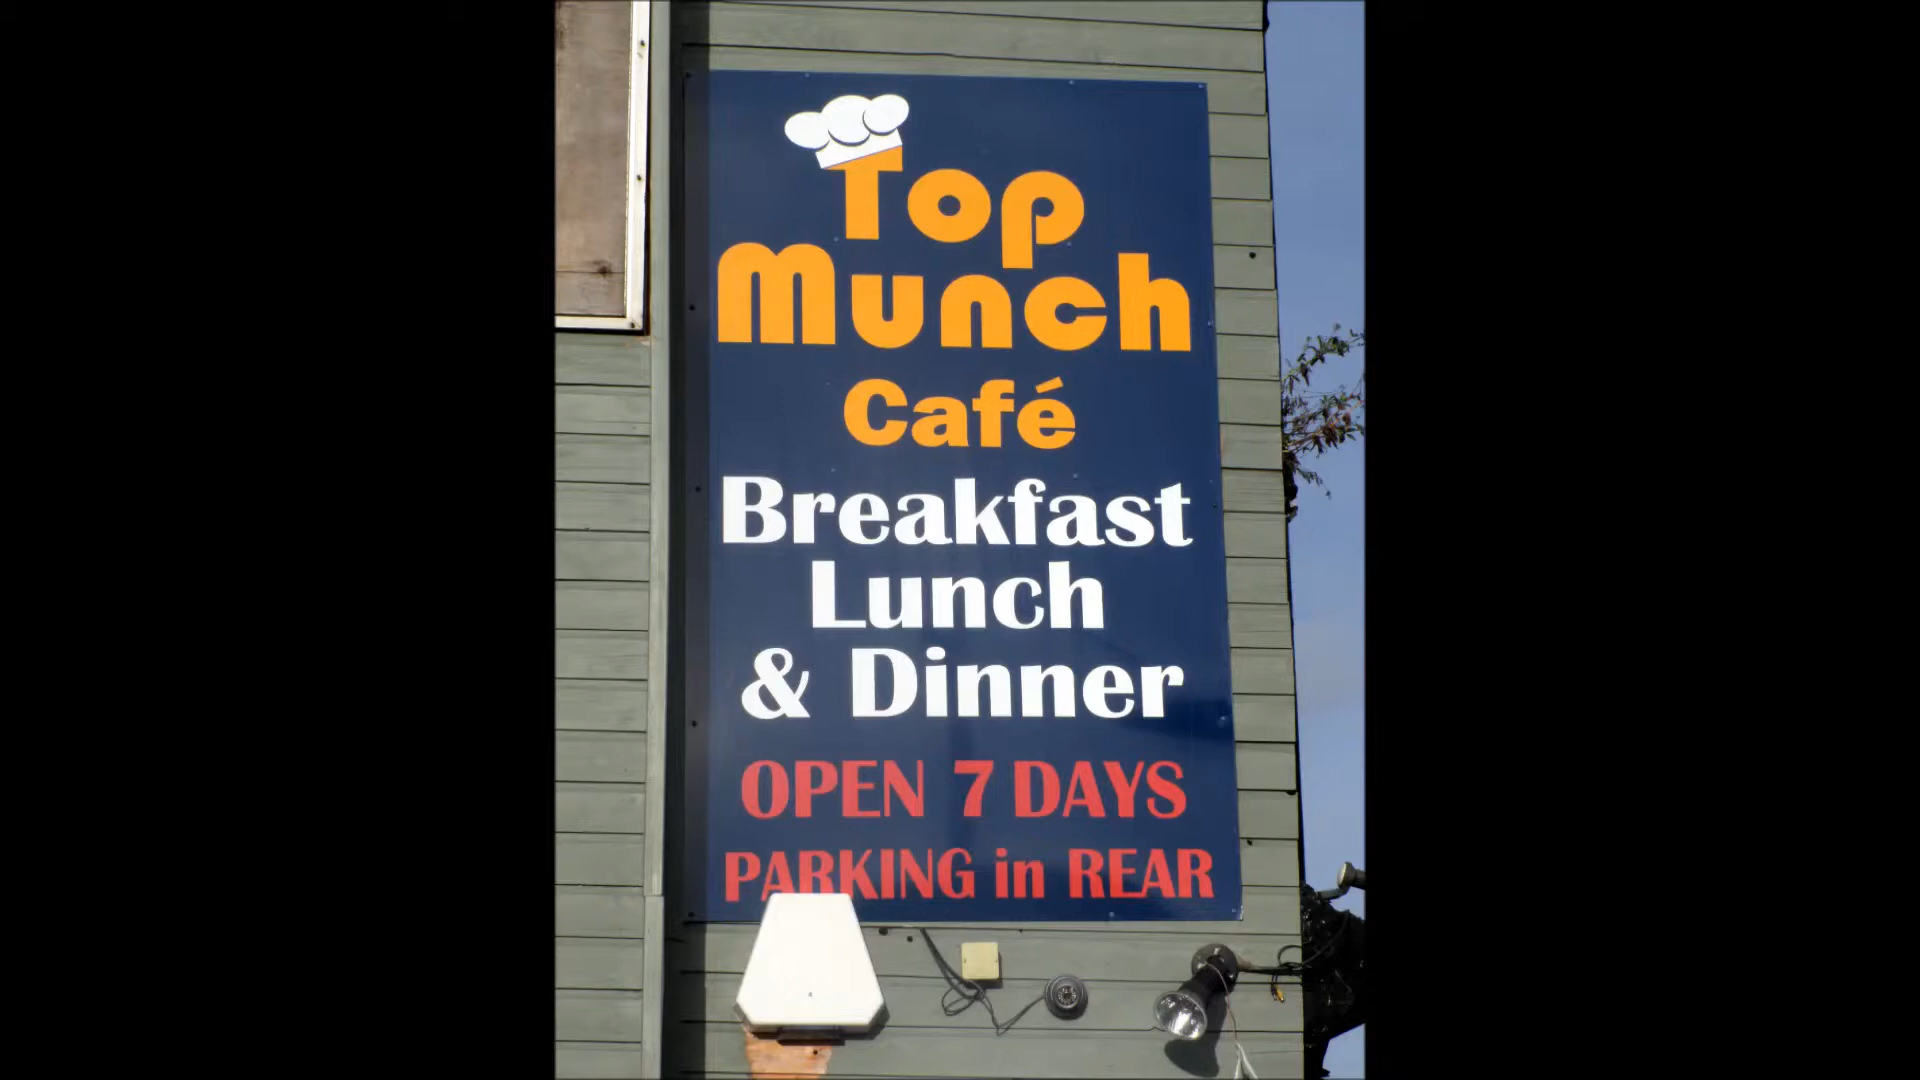 Top
Munch
Café
Breakfast
Lunch
& Dinner
OPEN 7 DAYS
PARKING in REAR